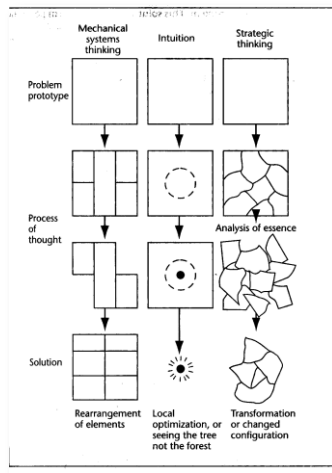 Mechanical
systems
thinking
Intuition
Strategic
thinking
Problem
prototype
Process
of
thought
Analysis of essence
Solution
Rearrangement
of elements
Local
optimization, or
seeing the tree
not the forest
Transformation
or changed
configuration